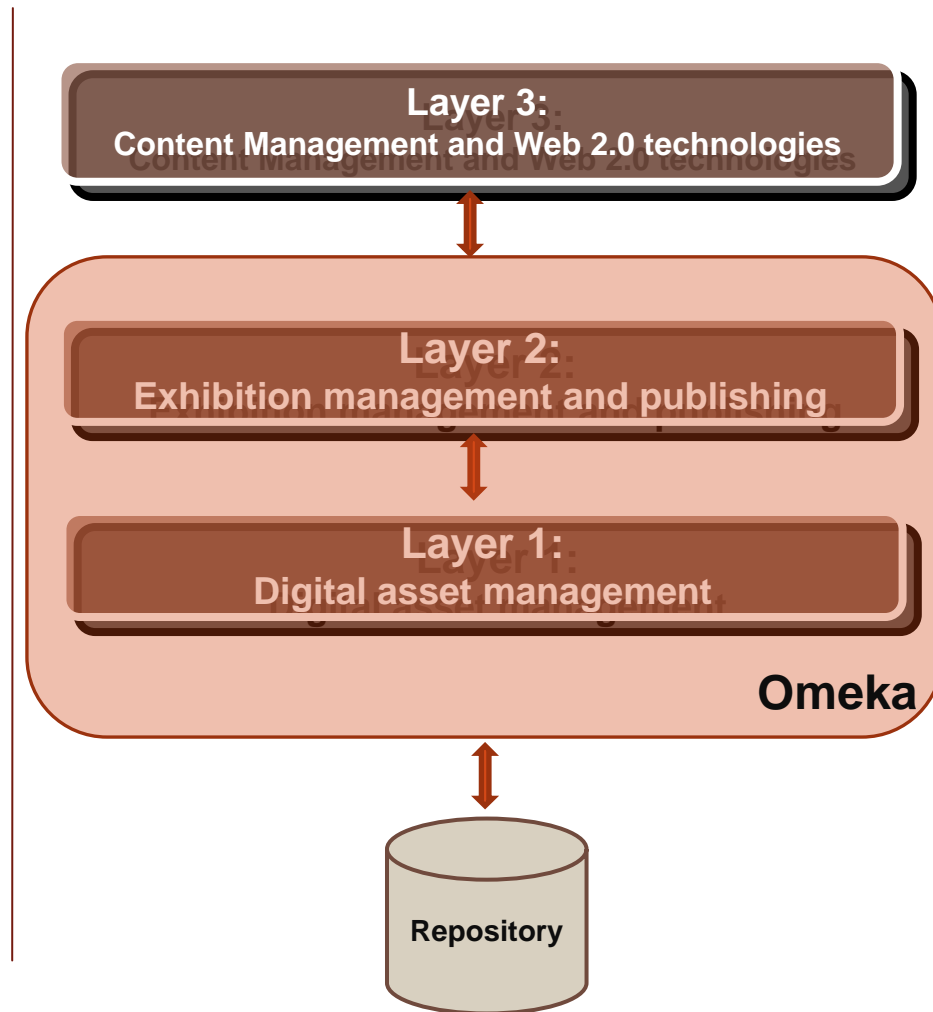 Layer 3:
Content Management and Web 2.0 technologies
Layer 2:
Exhibition management and publishing
Layer 1:
Digital asset management
Omeka
Repository